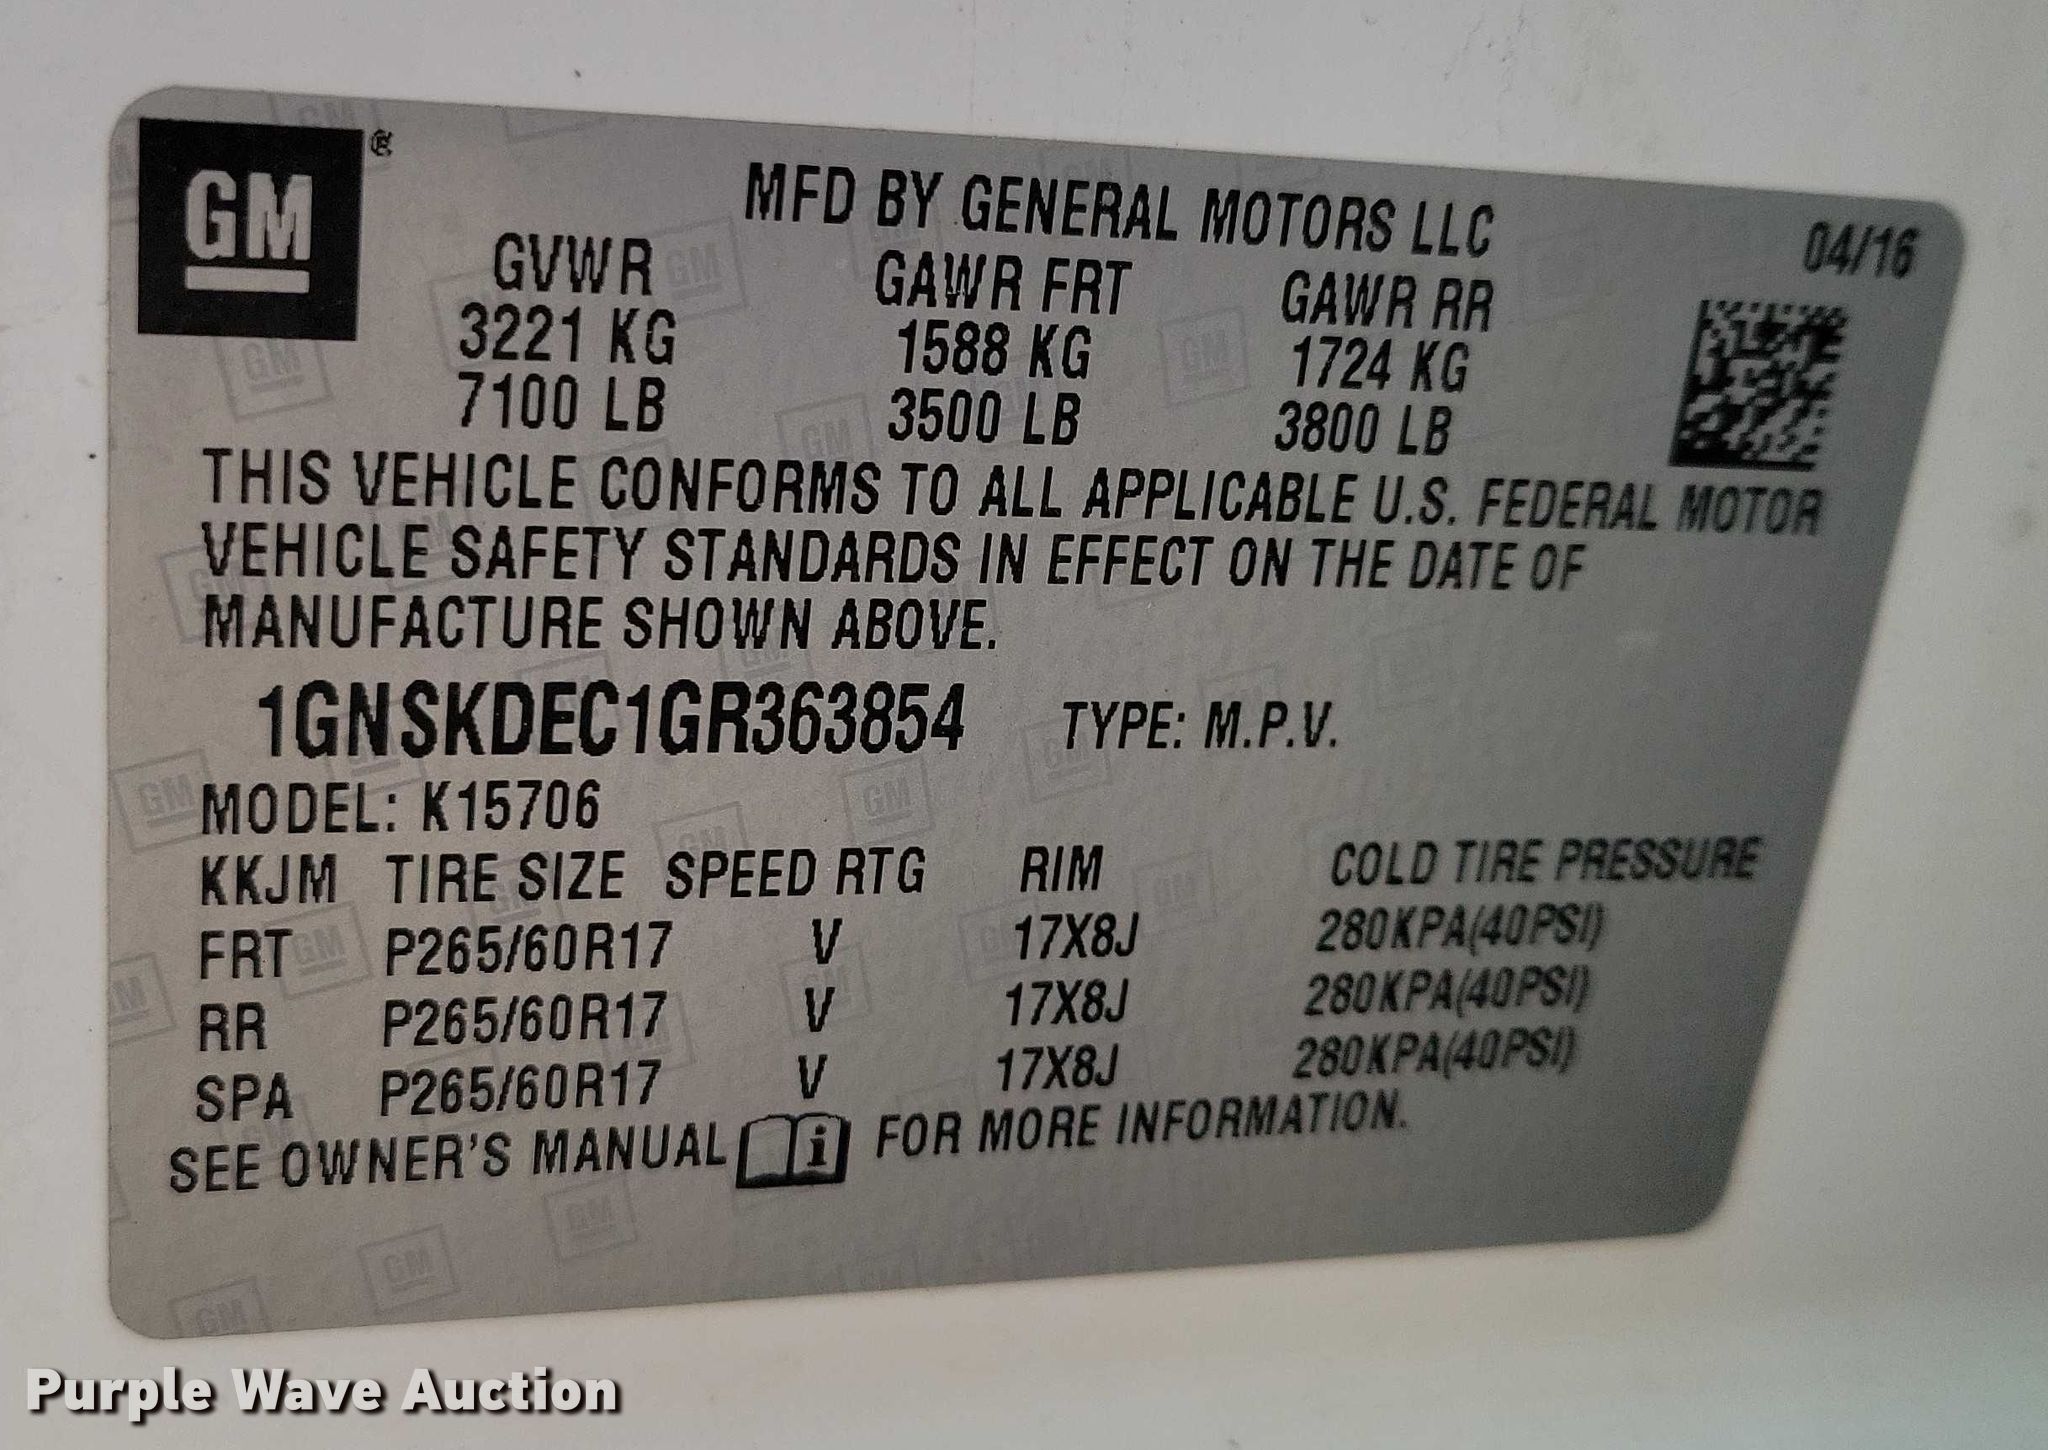 GM
®
MFD BY GENERAL MOTORS LLC
04/16
GVWR GAWR FRT GAWR RR
3221 KG 1588 KG 1724 KG
7100 LB 3500 LB 3800 LB
THIS VEHICLE CONFORMS TO ALL APPLICABLE U.S. FEDERAL MOTOR
VEHICLE SAFETY STANDARDS IN EFFECT ON THE DATE OF
MANUFACTURE SHOWN ABOVE.
1GNSKDEC1GR363854 TYPE: M.P.V.
MODEL: K15706
KKJM TIRE SIZE SPEED RTG RIM COLD TIRE PRESSURE
FRT P265/60R17 V 17X8J 280KPA(40PSI)
RR P265/60R17 V 17X8J 280KPA(40PSI)
SPA P265/60R17 V 17X8J 280KPA(40PSI)
SEE OWNER'S MANUAL i FOR MORE INFORMATION.
Purple Wave Auction